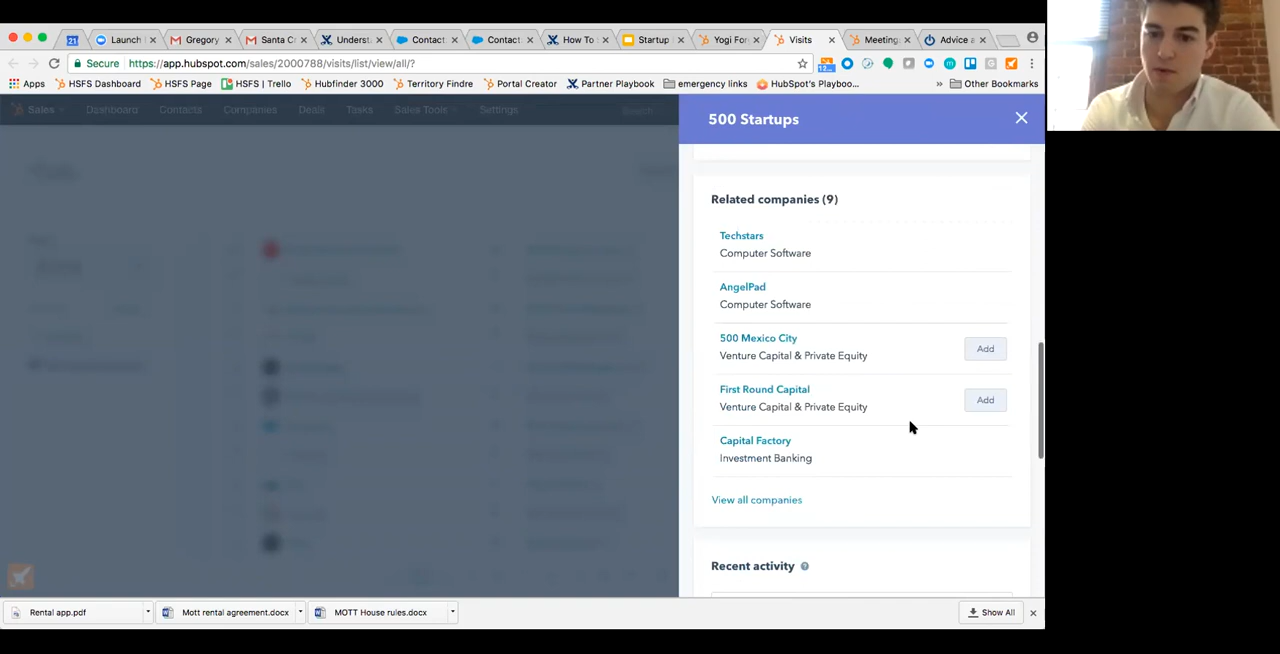 21 Launch Gregory Santa C Underst Contact Contact How To Startup Yogi For Visits Meeting Advice a
Secure https://app.hubspot.com/sales/2000788/visits/list/view/all/?
Apps HSFS Dashboard HSFS Page HSFS | Trello Hubfinder 3000 Territory Findre Portal Creator Partner Playbook emergency links HubSpot's Playboo... » Other Bookmarks
Sales Dashboard Contacts Companies Deals Tasks Sales Tools Settings Search
500 Startups
Related companies (9)
Techstars
Computer Software
AngelPad
Computer Software
500 Mexico City
Venture Capital & Private Equity
Add
First Round Capital
Venture Capital & Private Equity
Add
Capital Factory
Investment Banking
View all companies
Recent activity
Rental app.pdf Mott rental agreement.docx MOTT House rules.docx Show All